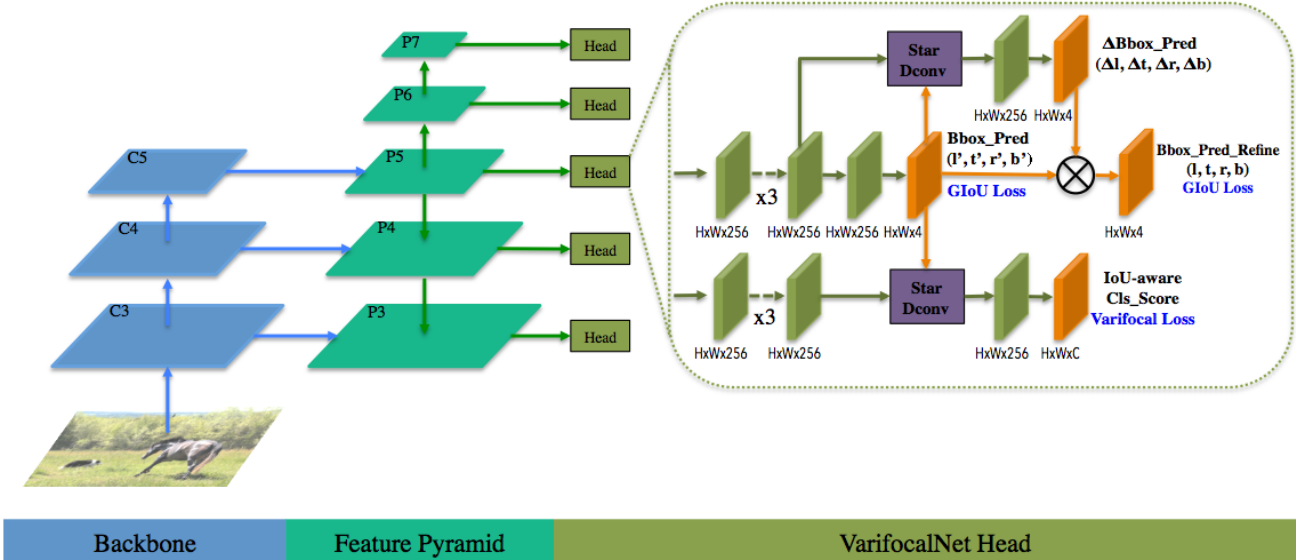 P7
Head
P6
Head
C5
P5
Head
C4
P4
Head
C3
P3
Head
Star
Dconv
ΔBbox_Pred
(Δl, Δt, Δr, Δb)
HxWx256
HxWx4
Bbox_Pred
(l', t', r', b')
GIoU Loss
Bbox_Pred_Refine
(l, t, r, b)
GIoU Loss
x3
HxWx256
HxWx256
HxWx256
HxWx4
HxWx4
Star
Dconv
IoU-aware
Cls_Score
Varifocal Loss
x3
HxWx256
HxWx256
HxWx256
HxWxC
Backbone
Feature Pyramid
VarifocalNet Head